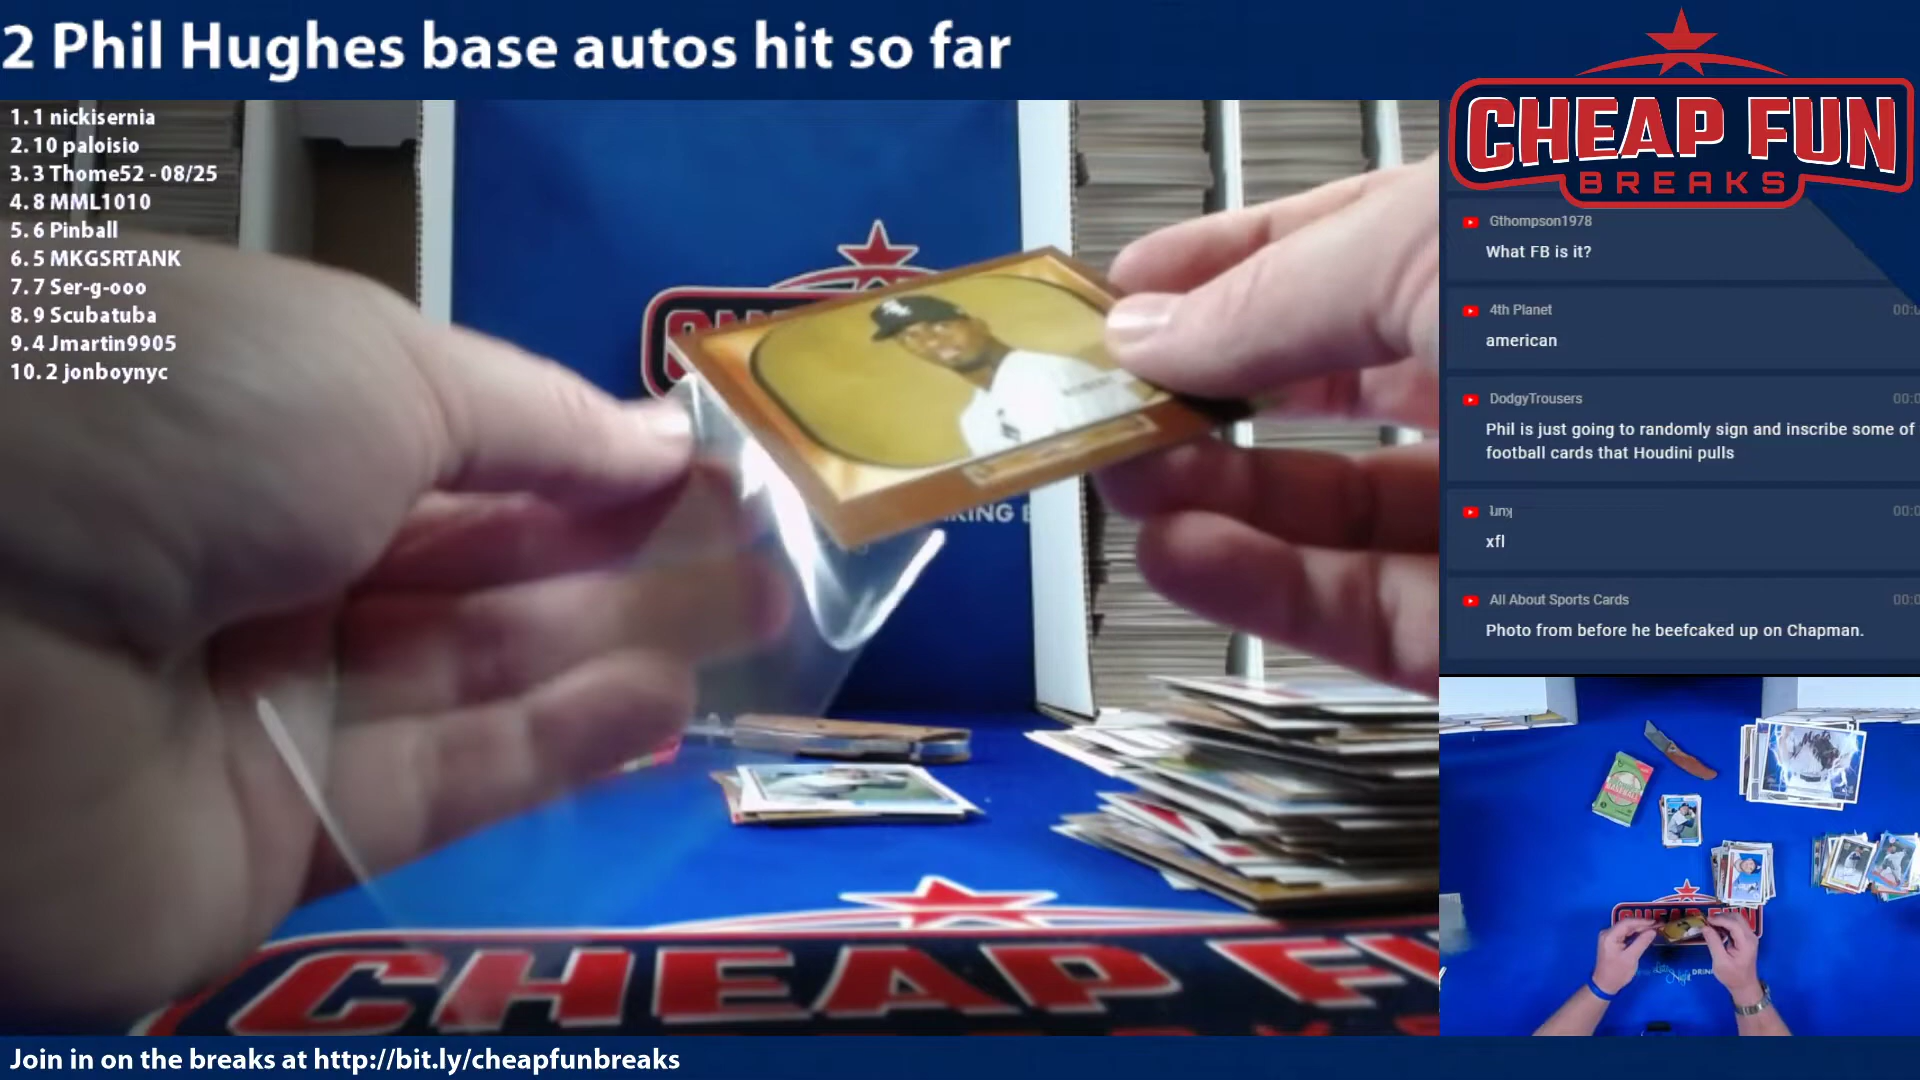 2 Phil Hughes base autos hit so far
1. 1 nickisernia
2. 10 paloisio
3. 3 Thome52 - 08/25
4. 8 MML1010
5. 6 Pinball
6. 5 MKGSRTANK
7. 7 Ser-g-ooo
8. 9 Scubatuba
9. 4 Jmartin9905
10. 2 jonboynyc
CHEAP FUN
BREAKS
Gthompson1978
What FB is it?
4th Planet
american
DodgyTrousers
Phil is just going to randomly sign and inscribe some of
football cards that Houdini pulls
xfl
All About Sports Cards
Photo from before he beefcaked up on Chapman.
CHEAP
Join in on the breaks at http://bit.ly/cheapfunbreaks